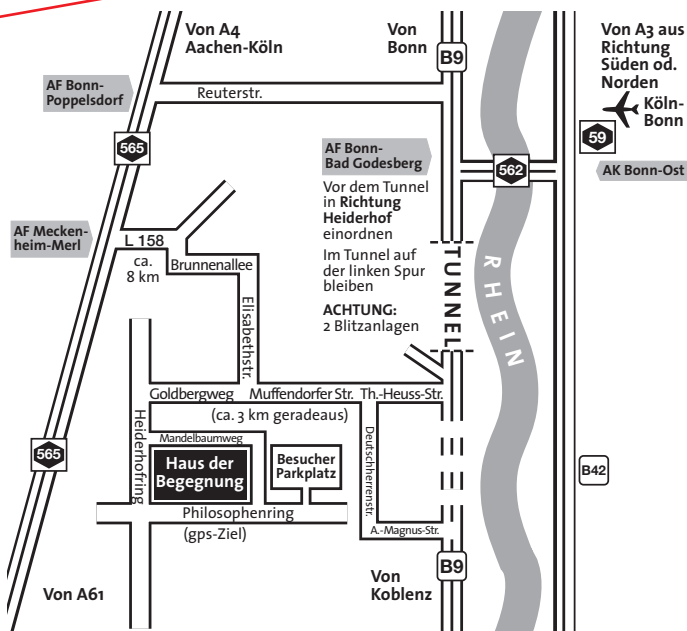 Von A4
Aachen-Köln
Von
Bonn
B9
Von A3 aus
Richtung
Süden od.
Norden
Köln-
Bonn
59
AF Bonn-
Poppelsdorf
Reuterstr.
565
AF Bonn-
Bad Godesberg
562
AK Bonn-Ost
Vor dem Tunnel
in Richtung
Heiderhof
einordnen
Im Tunnel auf
der linken Spur
bleiben
ACHTUNG:
2 Blitzanlagen
AF Mecken-
heim-Merl
L 158
ca.
8 km
Brunnenallee
Elisabethstr.
TUNNEL
RHEIN
Goldbergweg
Muffendorfer Str.
Th.-Heuss-Str.
(ca. 3 km geradeaus)
Heiderhofring
Mandelbaumweg
Deutschherrenstr.
565
Haus der
Begegnung
Besucher
Parkplatz
B42
Philosophenring
(gps-Ziel)
A.-Magnus-Str.
B9
Von A61
Von
Koblenz